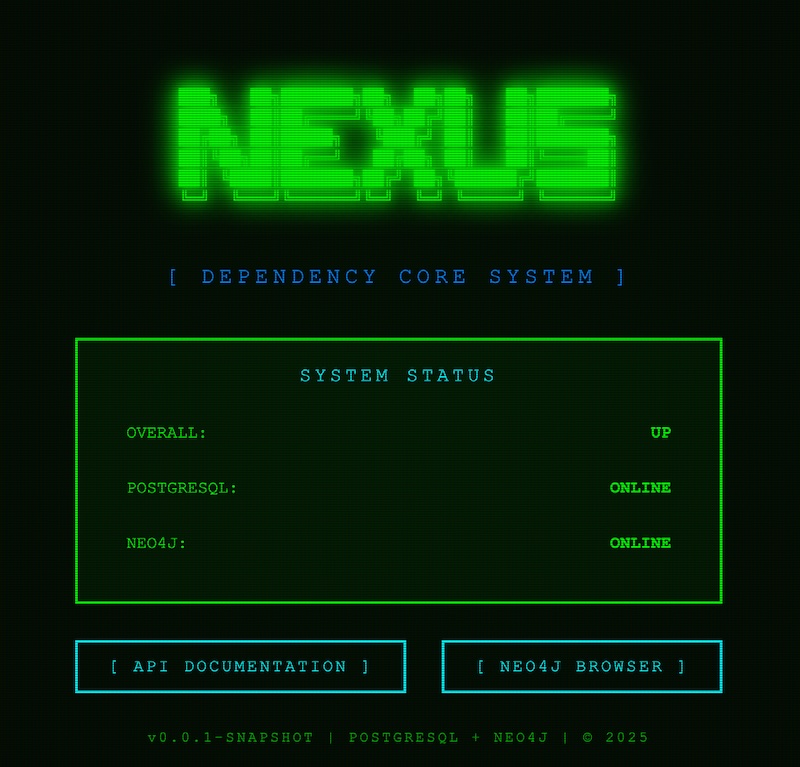 NEXUS
[ DEPENDENCY CORE SYSTEM ]
SYSTEM STATUS
OVERALL: UP
POSTGRESQL: ONLINE
NEO4J: ONLINE
[ API DOCUMENTATION ] [ NEO4J BROWSER ]
v0.0.1-SNAPSHOT | POSTGRESQL + NEO4J | © 2025